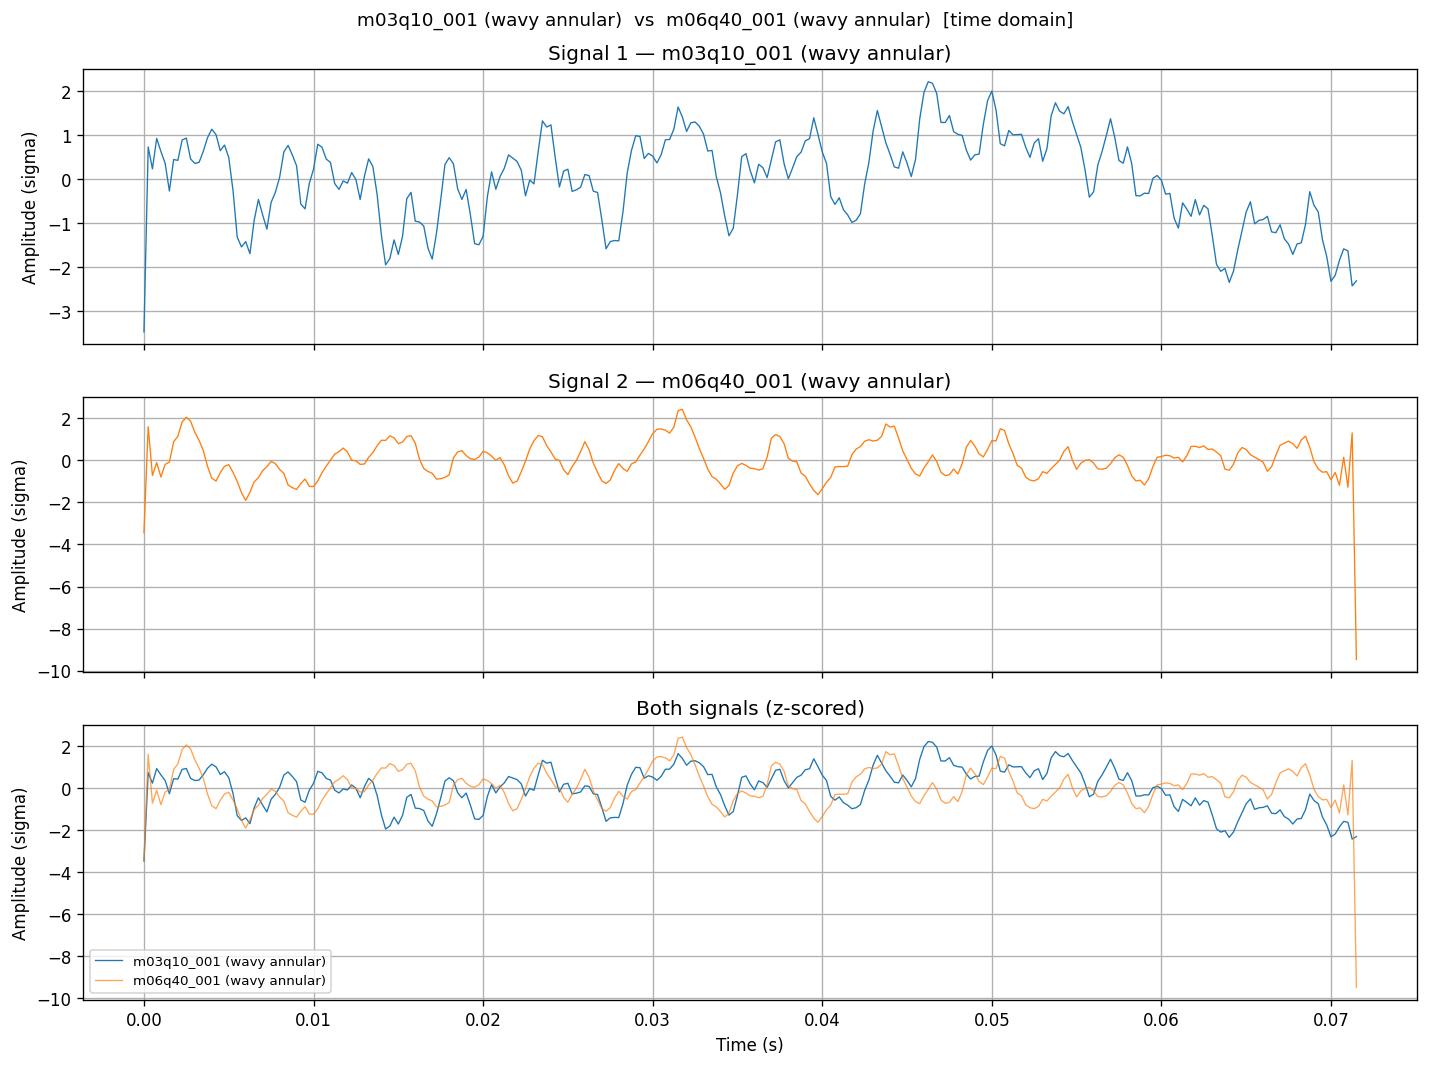 m03q10_001 (wavy annular)  vs  m06q40_001 (wavy annular)  [time domain]
Signal 1 — m03q10_001 (wavy annular)
Amplitude (sigma)
2
1
0
−1
−2
−3
Signal 2 — m06q40_001 (wavy annular)
Amplitude (sigma)
2
0
−2
−4
−6
−8
−10
Both signals (z-scored)
Amplitude (sigma)
2
0
−2
−4
−6
−8
−10
m03q10_001 (wavy annular)
m06q40_001 (wavy annular)
0.00 0.01 0.02 0.03 0.04 0.05 0.06 0.07
Time (s)